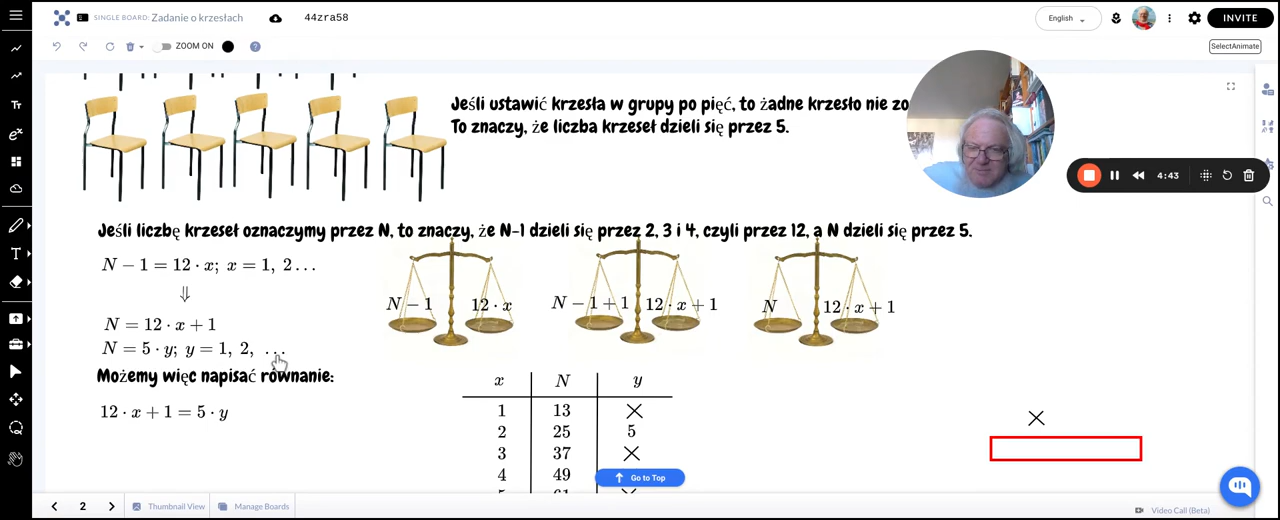 SINGLE BOARD: Zadanie o krzesłach
44zra58
English
INVITE
ZOOM ON
SelectAnimate
Jeśli ustawić krzesła w grupy po pięć, to żadne krzesło nie zo
To znaczy, że liczba krzeseł dzieli się przez 5.
4:43
Jeśli liczbę krzeseł oznaczymy przez N, to znaczy, że N-1 dzieli się przez 2, 3 i 4, czyli przez 12, a N dzieli się przez 5.
N − 1 = 12 · x; x = 1, 2 . . .
⇓
N − 1 12 · x
N − 1 + 1 12 · x + 1
N 12 · x + 1
N = 12 · x + 1
N = 5 · y; y = 1, 2, . . .
Możemy więc napisać równanie:
12 · x + 1 = 5 · y
x N y
1 13 ×
2 25 5
3 37 ×
4 49
×
Go to Top
2
Thumbnail View
Manage Boards
Video Call (Beta)